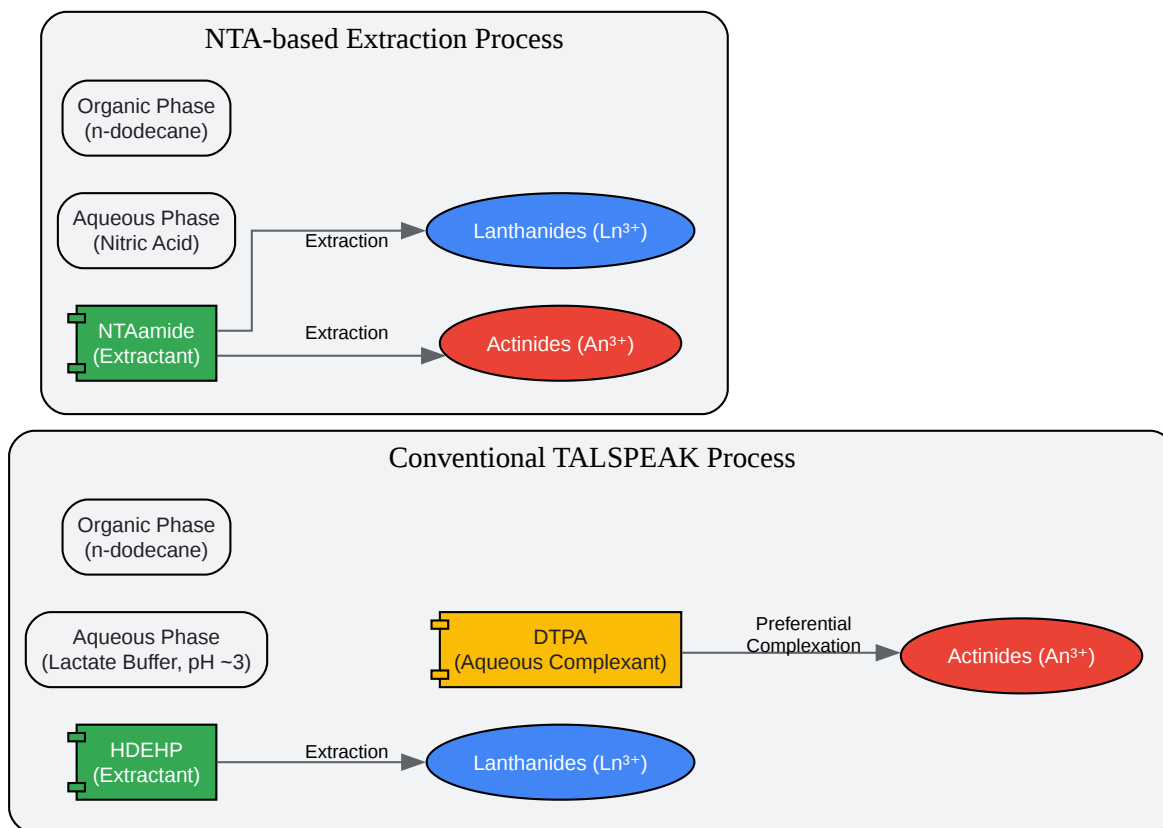 NTA-based Extraction Process
Organic Phase
(n-dodecane)
Aqueous Phase
(Nitric Acid)
Extraction
Lanthanides (Ln³⁺)
NTAamide
(Extractant)
Extraction
Actinides (An³⁺)
Conventional TALSPEAK Process
Organic Phase
(n-dodecane)
Aqueous Phase
(Lactate Buffer, pH ~3)
DTPA
(Aqueous Complexant)
Preferential
Complexation
Actinides (An³⁺)
HDEHP
(Extractant)
Extraction
Lanthanides (Ln³⁺)